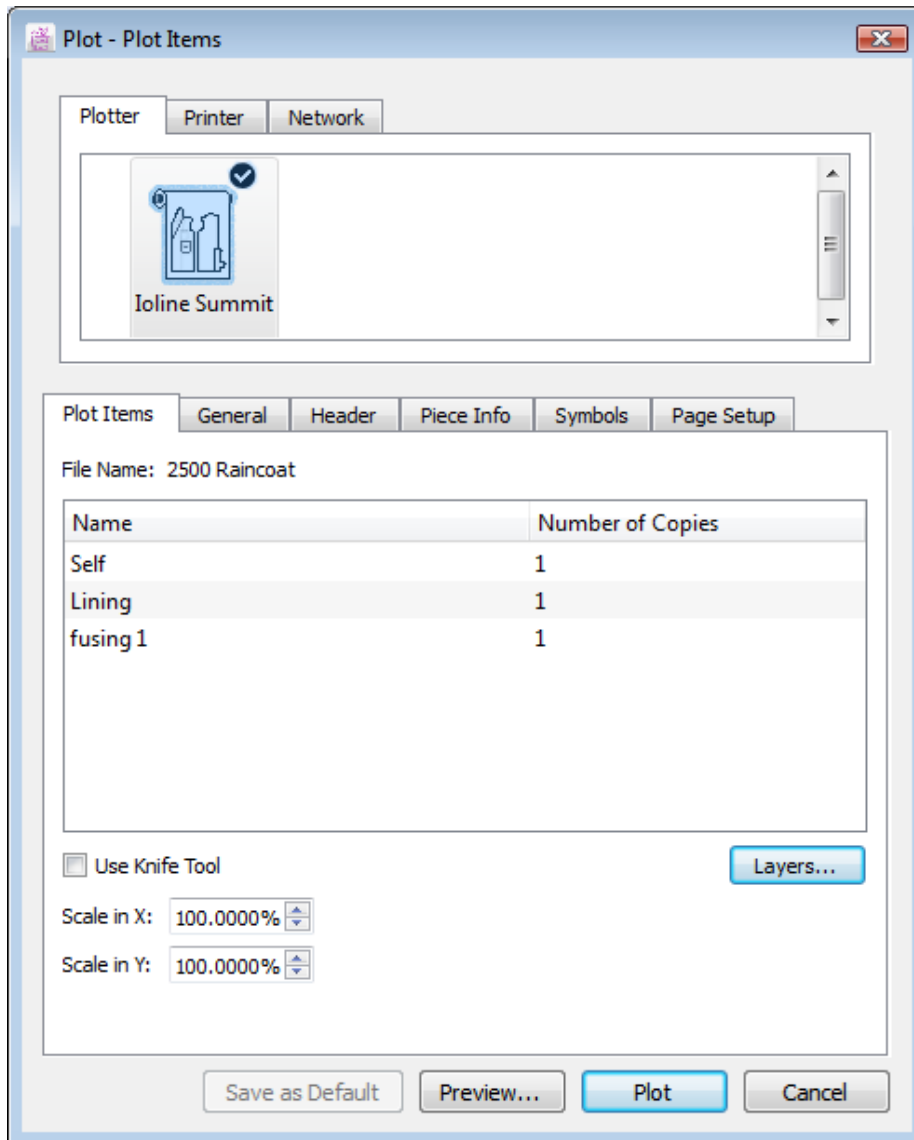 Plot - Plot Items
Plotter Printer Network
Ioline Summit
Plot Items General Header Piece Info Symbols Page Setup
File Name: 2500 Raincoat
Name Number of Copies
Self 1
Lining 1
fusing 1 1
Use Knife Tool Layers...
Scale in X: 100.0000%
Scale in Y: 100.0000%
Save as Default Preview... Plot Cancel